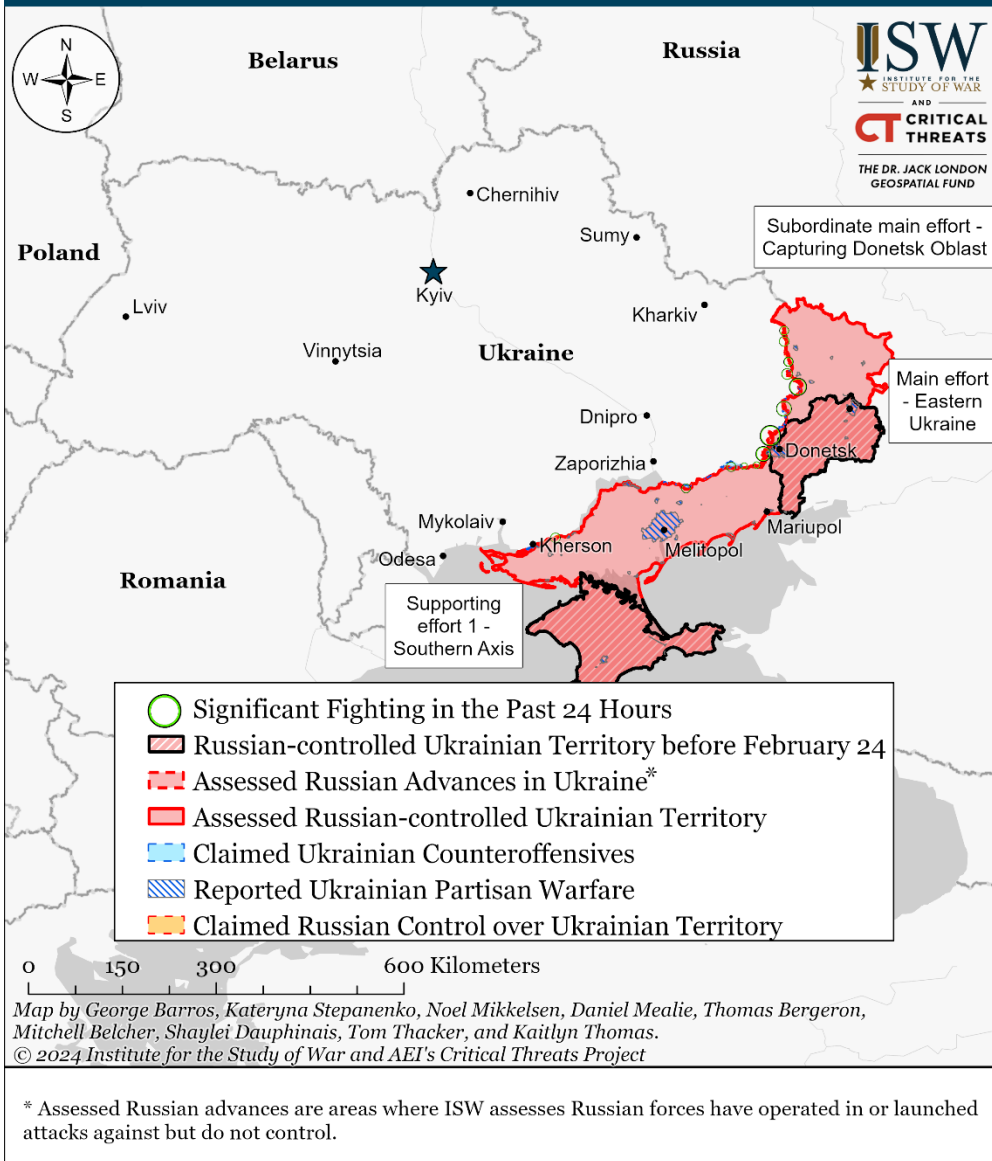 N
W E
S
Belarus
Russia
ISW
INSTITUTE FOR THE
STUDY OF WAR
AND
CT CRITICAL
THREATS
THE DR. JACK LONDON
GEOSPATIAL FUND
Chernihiv
Sumy
Subordinate main effort -
Capturing Donetsk Oblast
Poland
Kyiv
Lviv
Kharkiv
Vinnytsia
Ukraine
Main effort
- Eastern
Ukraine
Dnipro
Donetsk
Zaporizhia
Mariupol
Mykolaiv
Kherson
Melitopol
Odesa
Romania
Supporting
effort 1 -
Southern Axis
Significant Fighting in the Past 24 Hours
Russian-controlled Ukrainian Territory before February 24
Assessed Russian Advances in Ukraine*
Assessed Russian-controlled Ukrainian Territory
Claimed Ukrainian Counteroffensives
Reported Ukrainian Partisan Warfare
Claimed Russian Control over Ukrainian Territory
0 150 300 600 Kilometers
Map by George Barros, Kateryna Stepanenko, Noel Mikkelsen, Daniel Mealie, Thomas Bergeron,
Mitchell Belcher, Shaylei Dauphinais, Tom Thacker, and Kaitlyn Thomas.
© 2024 Institute for the Study of War and AEI's Critical Threats Project
* Assessed Russian advances are areas where ISW assesses Russian forces have operated in or launched
attacks against but do not control.